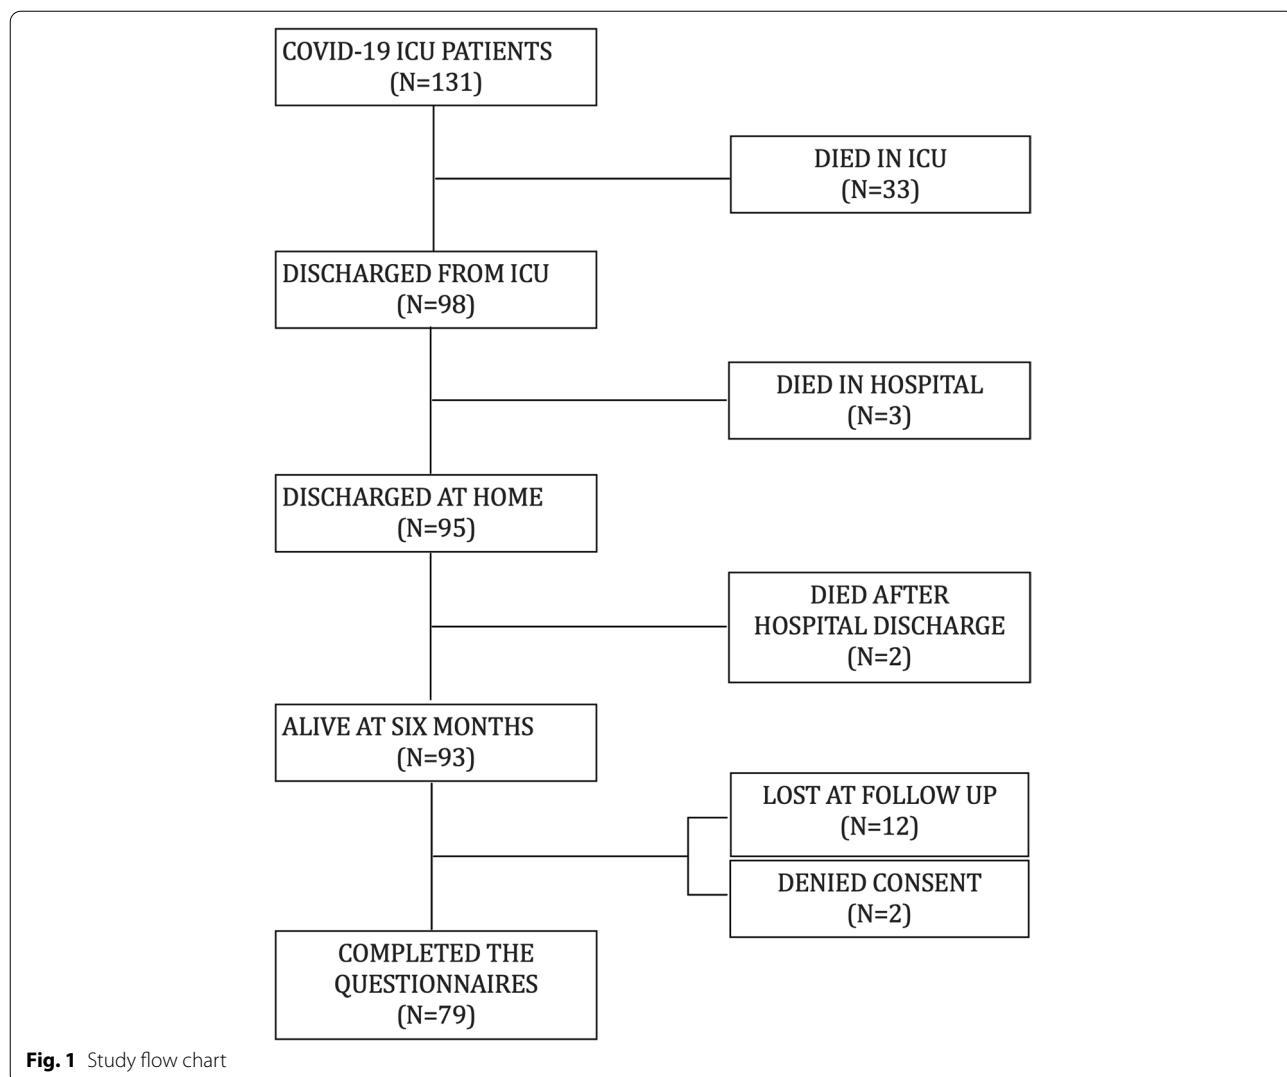 COVID-19 ICU PATIENTS
(N=131)
DIED IN ICU
(N=33)
DISCHARGED FROM ICU
(N=98)
DIED IN HOSPITAL
(N=3)
DISCHARGED AT HOME
(N=95)
DIED AFTER
HOSPITAL DISCHARGE
(N=2)
ALIVE AT SIX MONTHS
(N=93)
LOST AT FOLLOW UP
(N=12)
DENIED CONSENT
(N=2)
COMPLETED THE
QUESTIONNAIRES
(N=79)
Fig. 1 Study flow chart